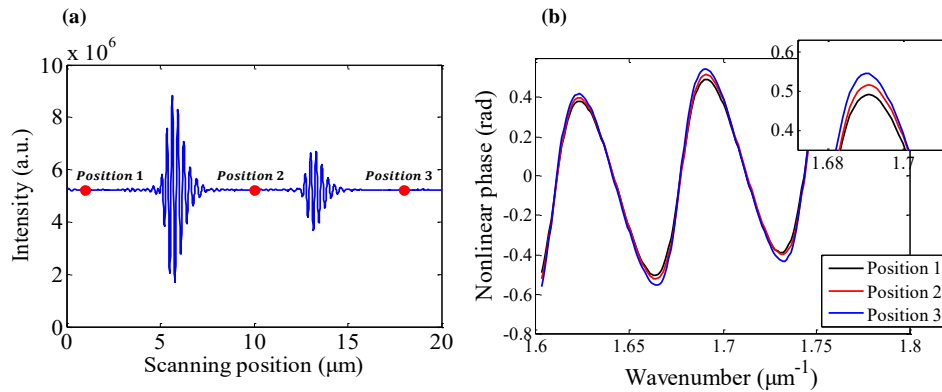 (a)
x 10⁶
10
8
6
4
2
0
Intensity (a.u.)
Position 1
Position 2
Position 3
0 5 10 15 20
Scanning position (μm)
(b)
0.4
0.2
0
-0.2
-0.4
-0.6
-0.8
Nonlinear phase (rad)
0.6
0.5
0.4
1.68 1.7
Position 1
Position 2
Position 3
1.6 1.65 1.7 1.75 1.8
Wavenumber (μm⁻¹)